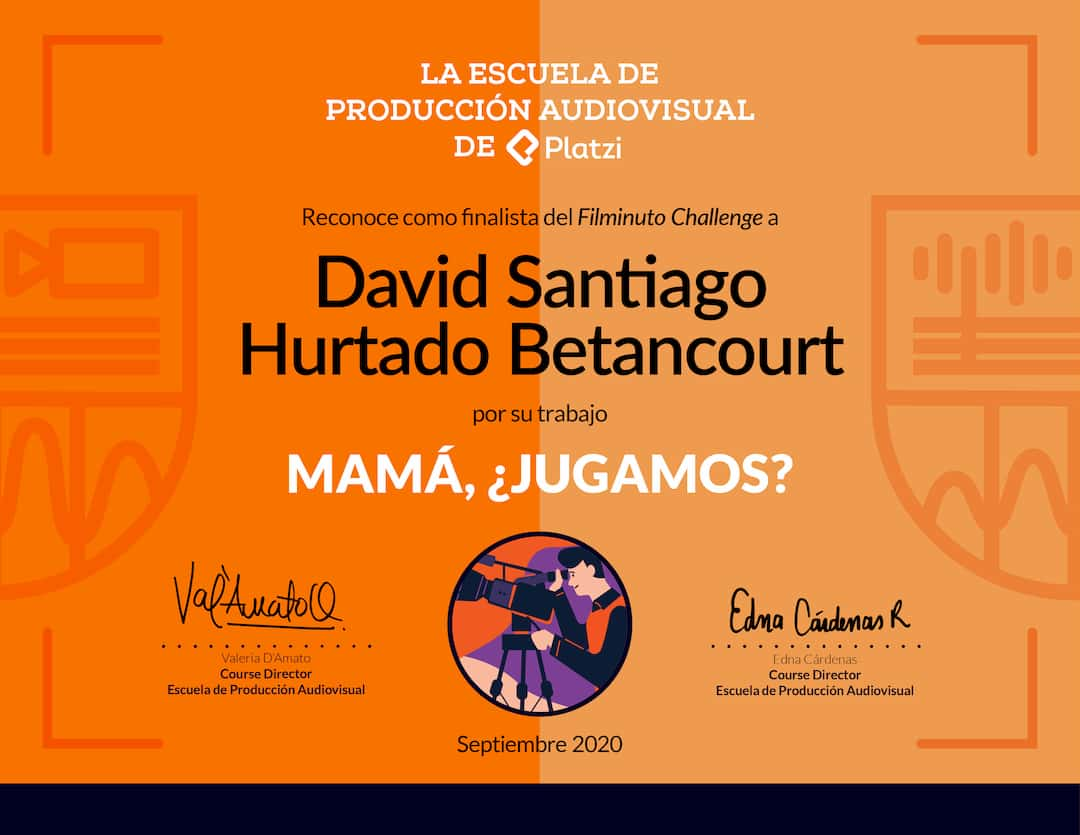 LA ESCUELA DE
PRODUCCIÓN AUDIOVISUAL
DE Platzi
Reconoce como finalista del Filminuto Challenge a
David Santiago
Hurtado Betancourt
por su trabajo
MAMÁ, ¿JUGAMOS?
Val D'Amato O.
Valeria D'Amato
Course Director
Escuela de Producción Audiovisual
Edna Cárdenas R
Edna Cárdenas
Course Director
Escuela de Producción Audiovisual
Septiembre 2020